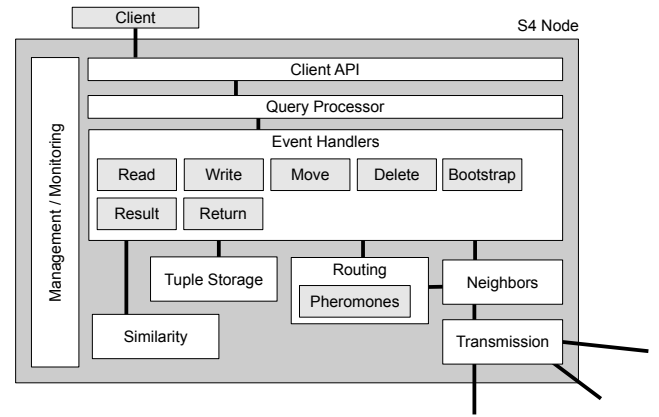 Client
S4 Node
Client API
Query Processor
Event Handlers
Read Write Move Delete Bootstrap
Result Return
Management / Monitoring
Tuple Storage
Routing
Pheromones
Neighbors
Similarity
Transmission